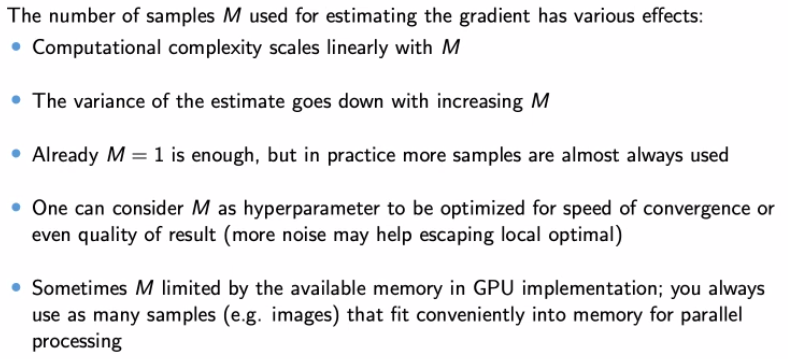 The number of samples M used for estimating the gradient has various effects:
• Computational complexity scales linearly with M
• The variance of the estimate goes down with increasing M
• Already M = 1 is enough, but in practice more samples are almost always used
• One can consider M as hyperparameter to be optimized for speed of convergence or
even quality of result (more noise may help escaping local optimal)
• Sometimes M limited by the available memory in GPU implementation; you always
use as many samples (e.g. images) that fit conveniently into memory for parallel
processing